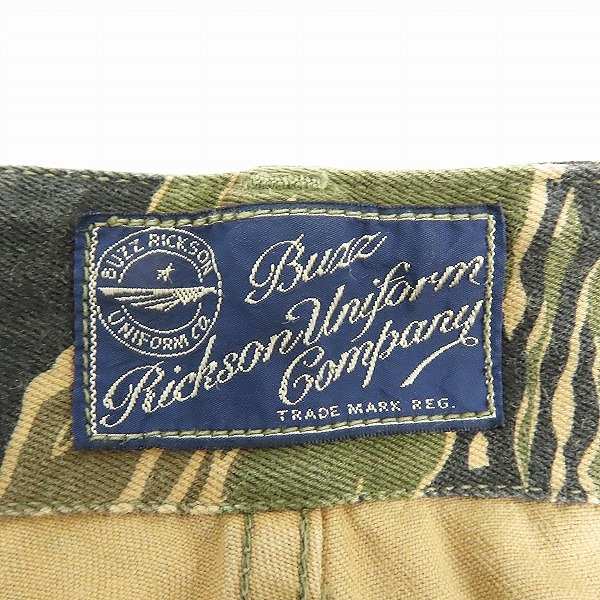 BUZZ RICKSON
UNIFORM CO.
Buzz
Rickson Uniform
Company
TRADE MARK REG.